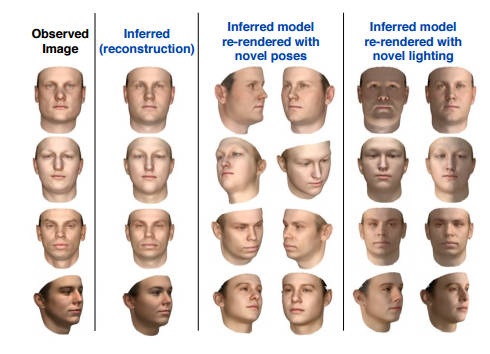 Observed
Image
Inferred
(reconstruction)
Inferred model
re-rendered with
novel poses
Inferred model
re-rendered with
novel lighting